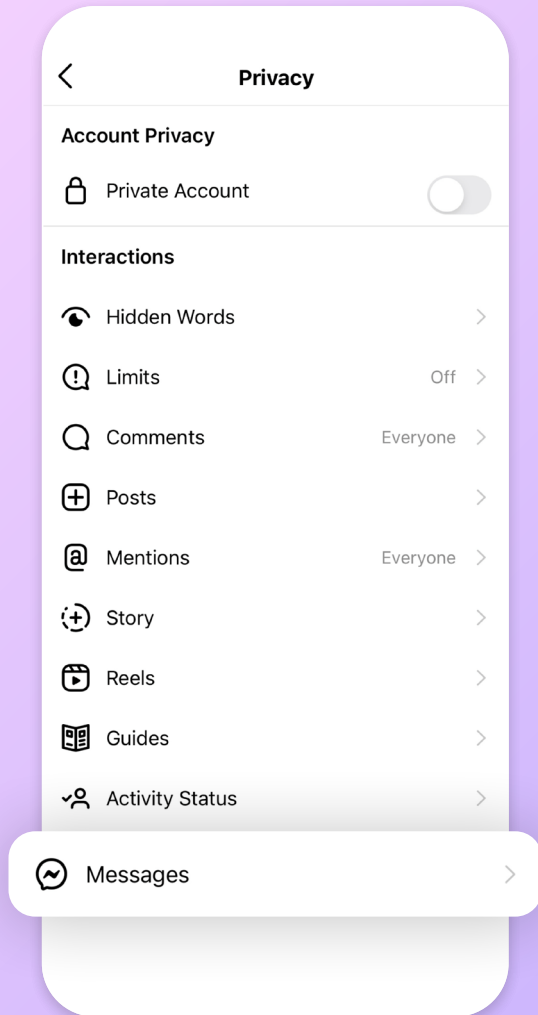 Privacy
Account Privacy
Private Account
Interactions
Hidden Words
Limits Off
Comments Everyone
Posts
Mentions Everyone
Story
Reels
Guides
Activity Status
Messages